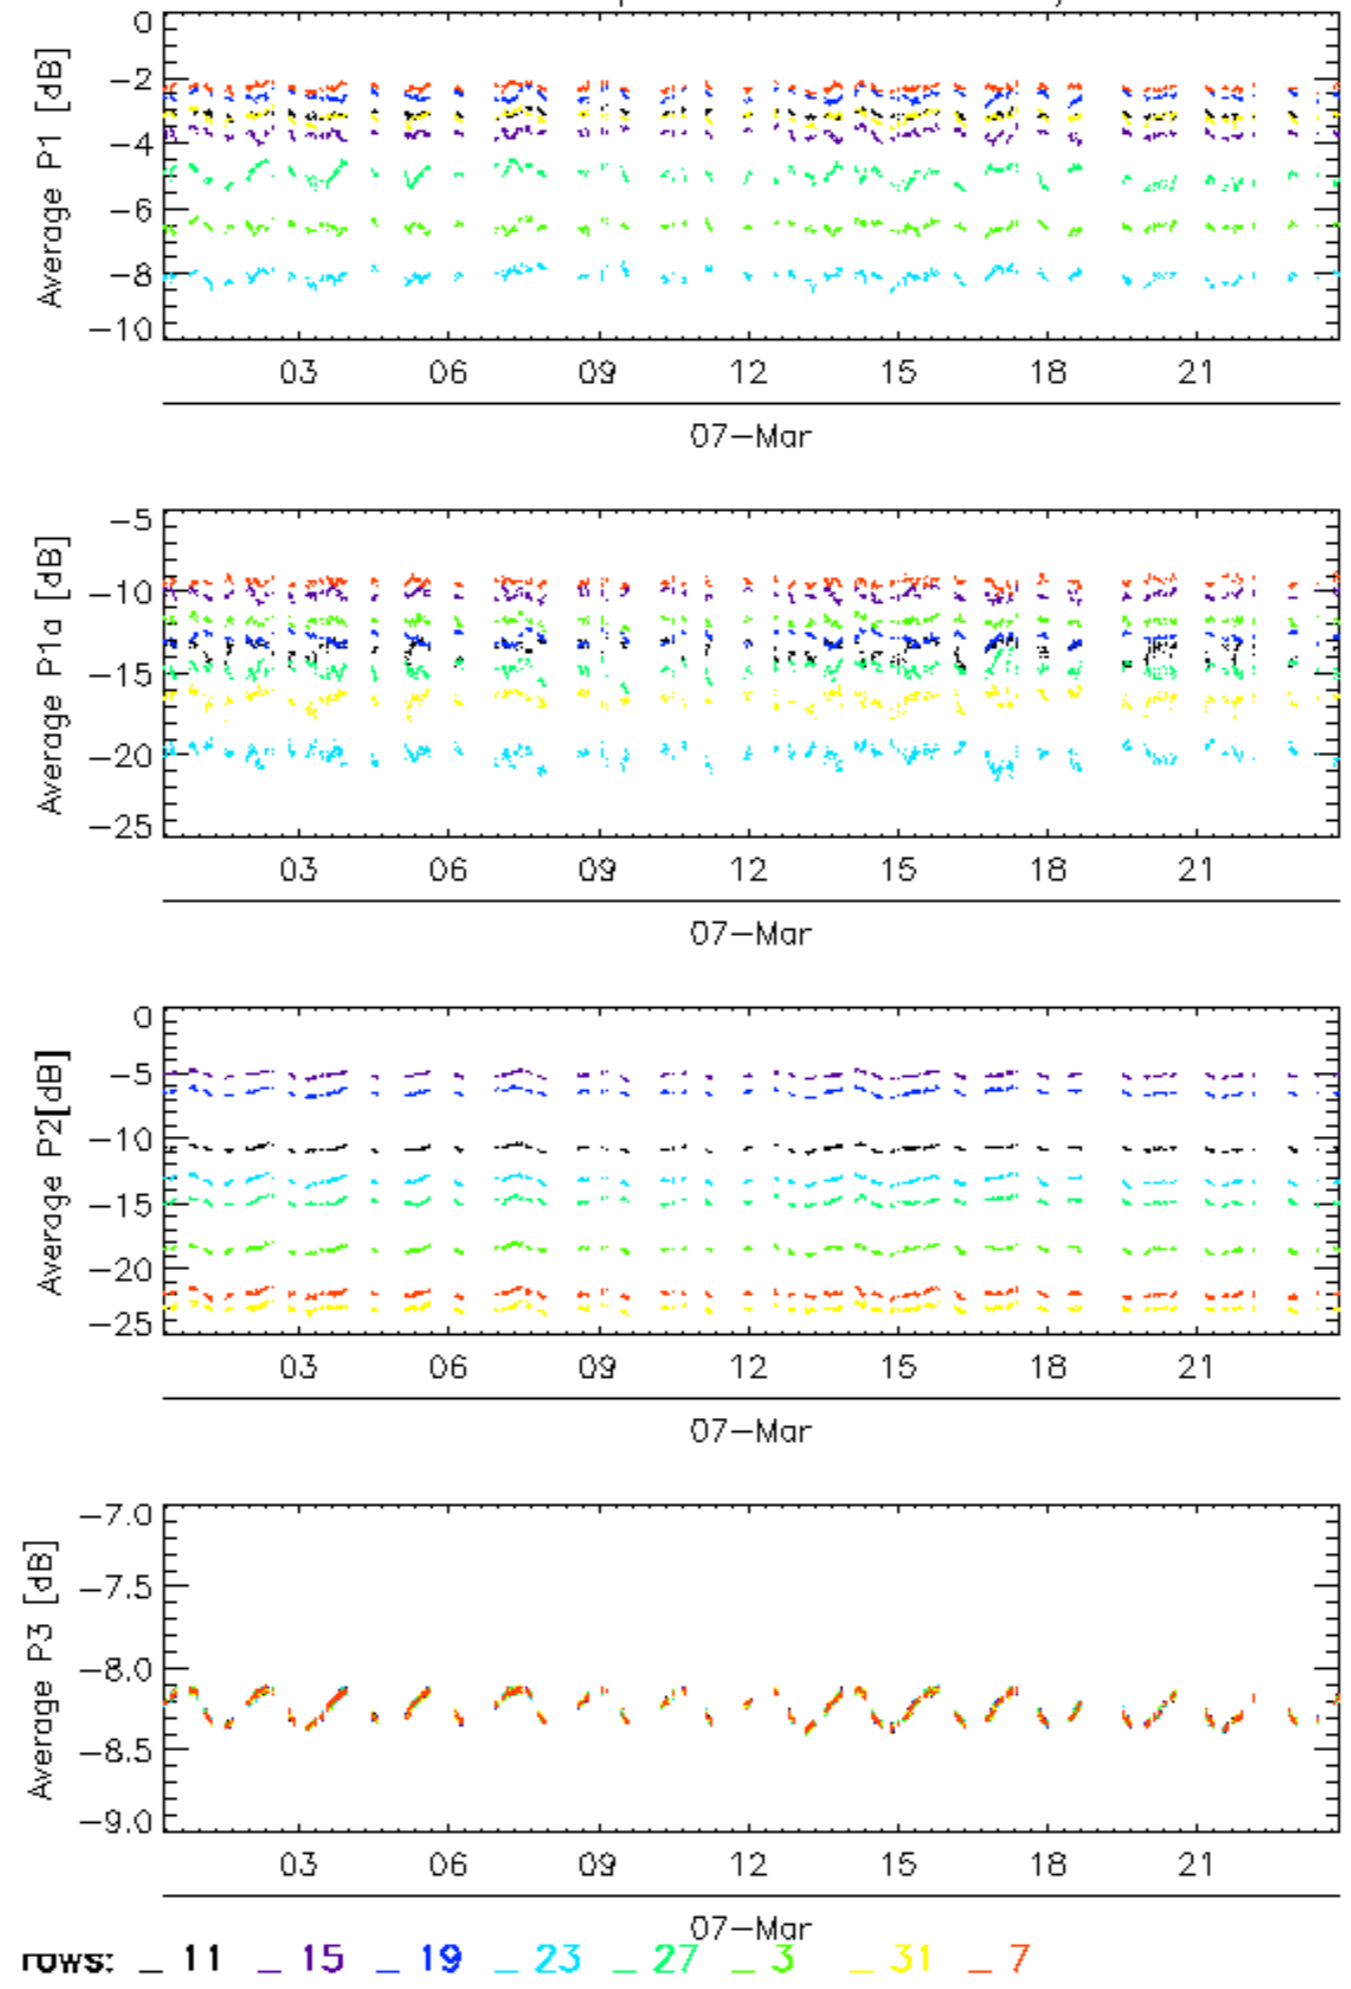 0
−2
−4
−6
−8
−10
Average P1 [dB]
03 06 09 12 15 18 21
07−Mar
−5
−10
−15
−20
−25
Average P1a [dB]
03 06 09 12 15 18 21
07−Mar
0
−5
−10
−15
−20
−25
Average P2[dB]
03 06 09 12 15 18 21
07−Mar
−7.0
−7.5
−8.0
−8.5
−9.0
Average P3 [dB]
03 06 09 12 15 18 21
07−Mar
rows: _ 11 _ 15 _ 19 _ 23 _ 27 _ 3 _ 31 _ 7